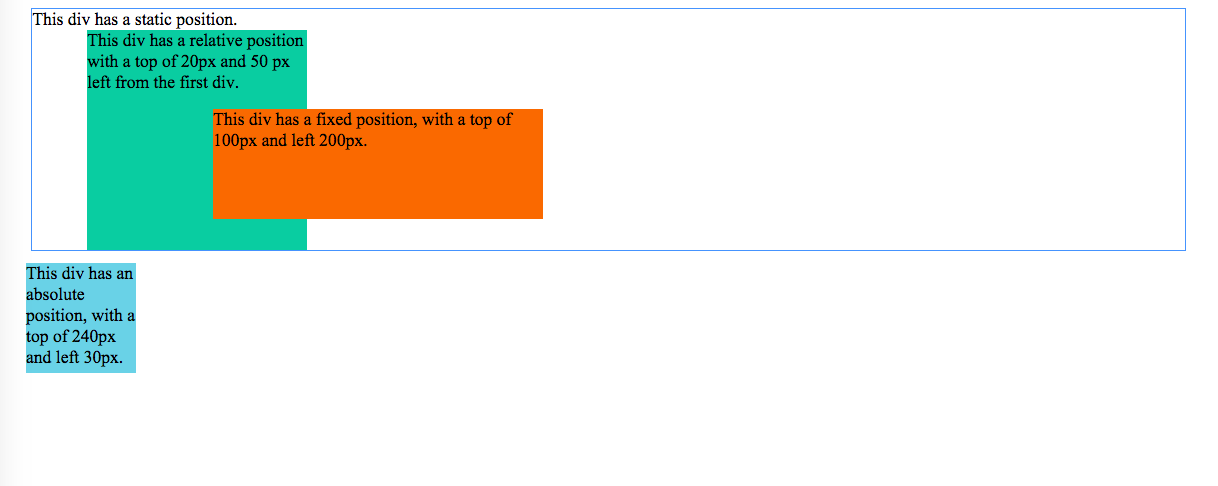 This div has a static position.
This div has a relative position
with a top of 20px and 50 px
left from the first div.
This div has a fixed position, with a top of
100px and left 200px.
This div has an
absolute
position, with a
top of 240px
and left 30px.